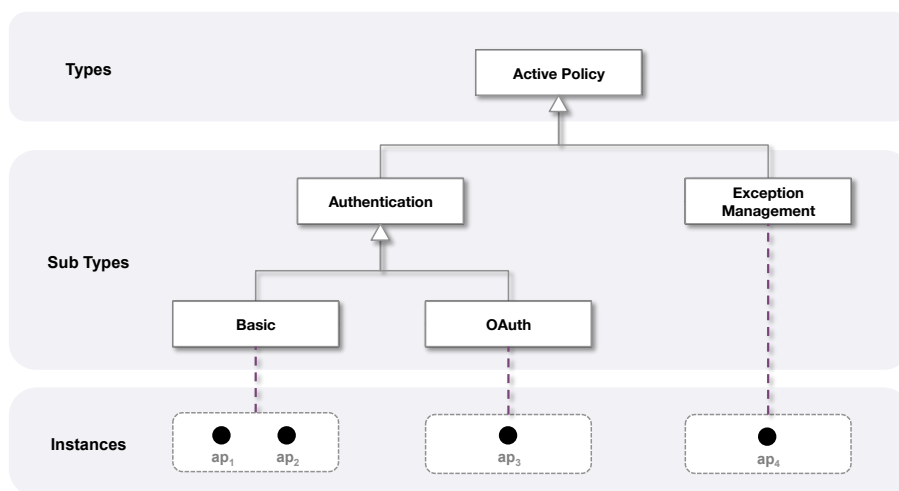 Types
Active Policy
Authentication
Exception
Management
Sub Types
Basic
OAuth
Instances
ap₁
ap₂
ap₃
ap₄